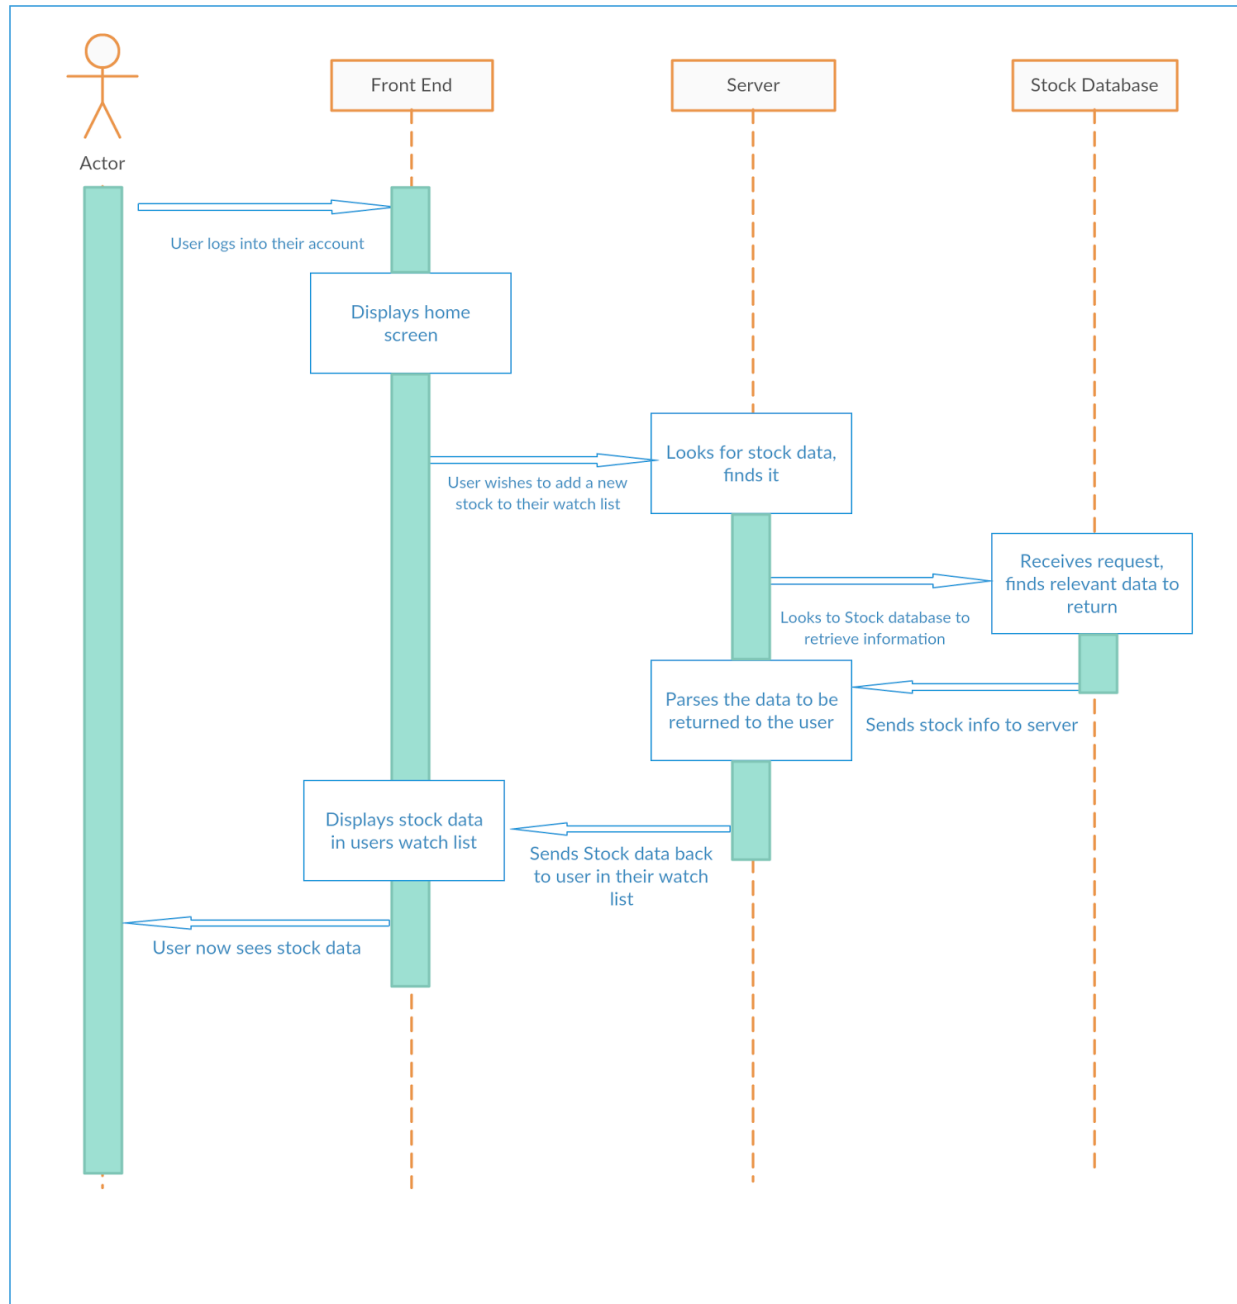 Front End
Server
Stock Database
Actor
User logs into their account
Displays home
screen
Looks for stock data,
finds it
User wishes to add a new
stock to their watch list
Receives request,
finds relevant data to
return
Looks to Stock database to
retrieve information
Parses the data to be
returned to the user
Sends stock info to server
Displays stock data
in users watch list
Sends Stock data back
to user in their watch
list
User now sees stock data